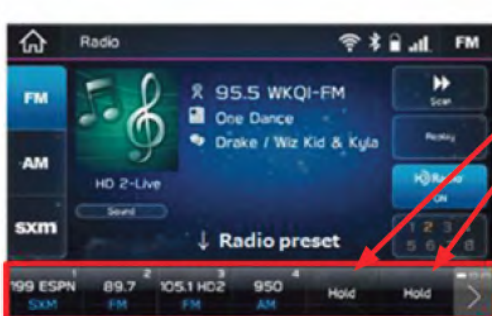 Radio FM
FM
AM
sxm
95.5 WKQI-FM
One Dance
Drake / Wiz Kid & Kyla
HD 2-Live
Sound
Scan
Replay
HD Radio
ON
1 2 3 4
5 6 8
↓ Radio preset
1 2 3 4
199 ESPN 89.7 105.1 HD2 950 Hold Hold
SXM FM FM AM